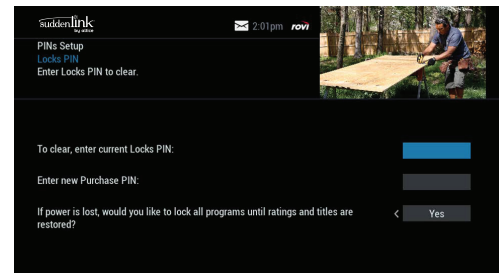 suddenlink
by altice
2:01pm rovi
PINs Setup
Locks PIN
Enter Locks PIN to clear.
To clear, enter current Locks PIN:
Enter new Purchase PIN:
If power is lost, would you like to lock all programs until ratings and titles are
restored?
< Yes